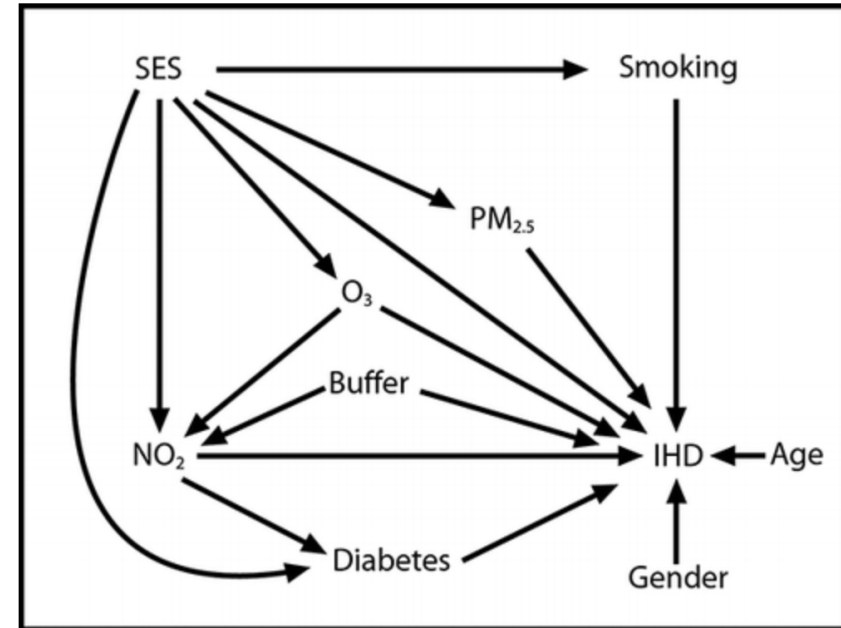 SES
Smoking
PM₂.₅
O₃
Buffer
NO₂
IHD
Age
Diabetes
Gender